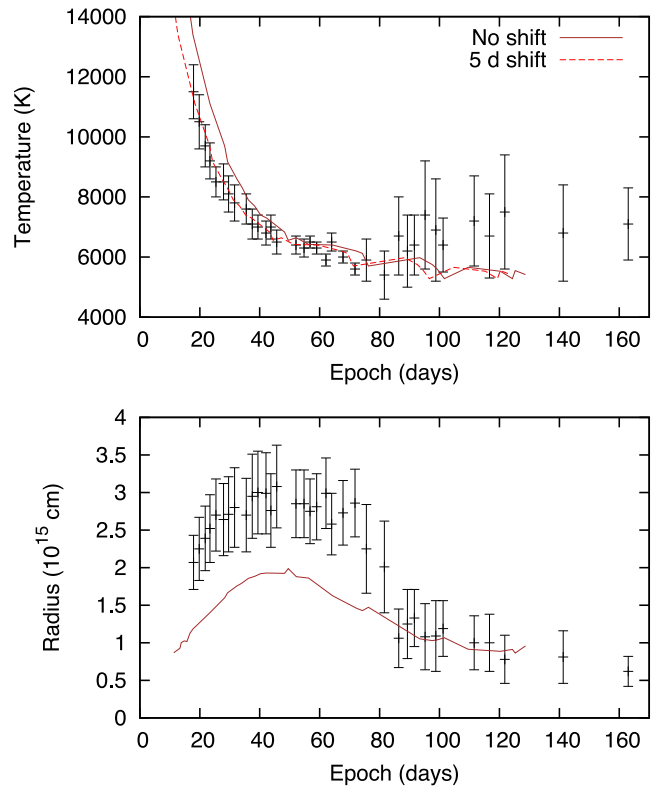 14000
12000
10000
8000
6000
4000
Temperature (K)
No shift
5 d shift
0 20 40 60 80 100 120 140 160
Epoch (days)
4
3.5
3
2.5
2
1.5
1
0.5
0
Radius (10¹⁵ cm)
0 20 40 60 80 100 120 140 160
Epoch (days)